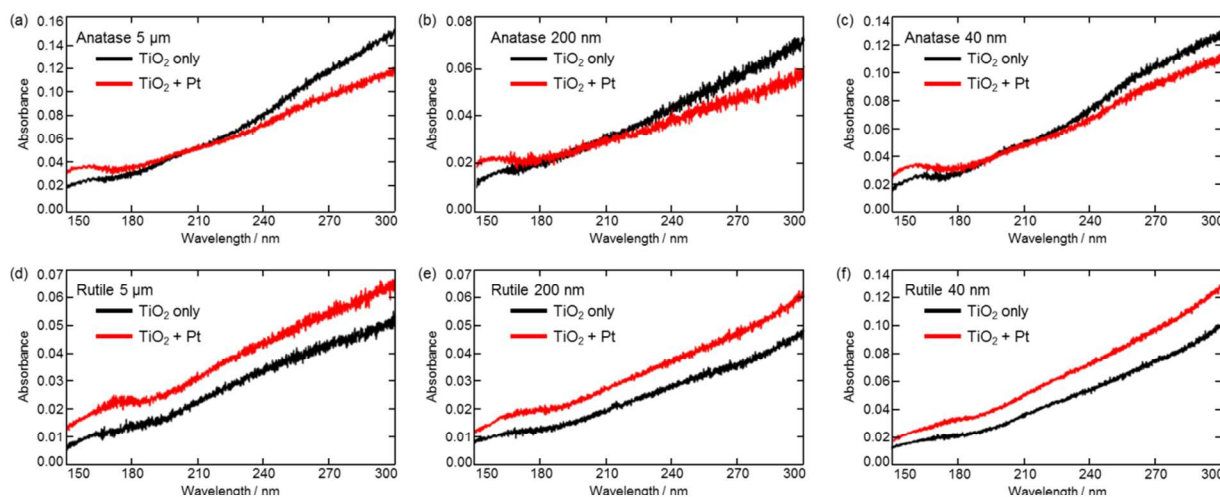 (a)
0.16
0.14
0.12
0.10
0.08
0.06
0.04
0.02
0.00
Absorbance
Anatase 5 µm
TiO₂ only
TiO₂ + Pt
150 180 210 240 270 300
Wavelength / nm
(b)
0.08
0.06
0.04
0.02
0.00
Absorbance
Anatase 200 nm
TiO₂ only
TiO₂ + Pt
150 180 210 240 270 300
Wavelength / nm
(c)
0.14
0.12
0.10
0.08
0.06
0.04
0.02
0.00
Absorbance
Anatase 40 nm
TiO₂ only
TiO₂ + Pt
150 180 210 240 270 300
Wavelength / nm
(d)
0.07
0.06
0.05
0.04
0.03
0.02
0.01
0.00
Absorbance
Rutile 5 µm
TiO₂ only
TiO₂ + Pt
150 180 210 240 270 300
Wavelength / nm
(e)
0.07
0.06
0.05
0.04
0.03
0.02
0.01
0.00
Absorbance
Rutile 200 nm
TiO₂ only
TiO₂ + Pt
150 180 210 240 270 300
Wavelength / nm
(f)
0.14
0.12
0.10
0.08
0.06
0.04
0.02
0.00
Absorbance
Rutile 40 nm
TiO₂ only
TiO₂ + Pt
150 180 210 240 270 300
Wavelength / nm